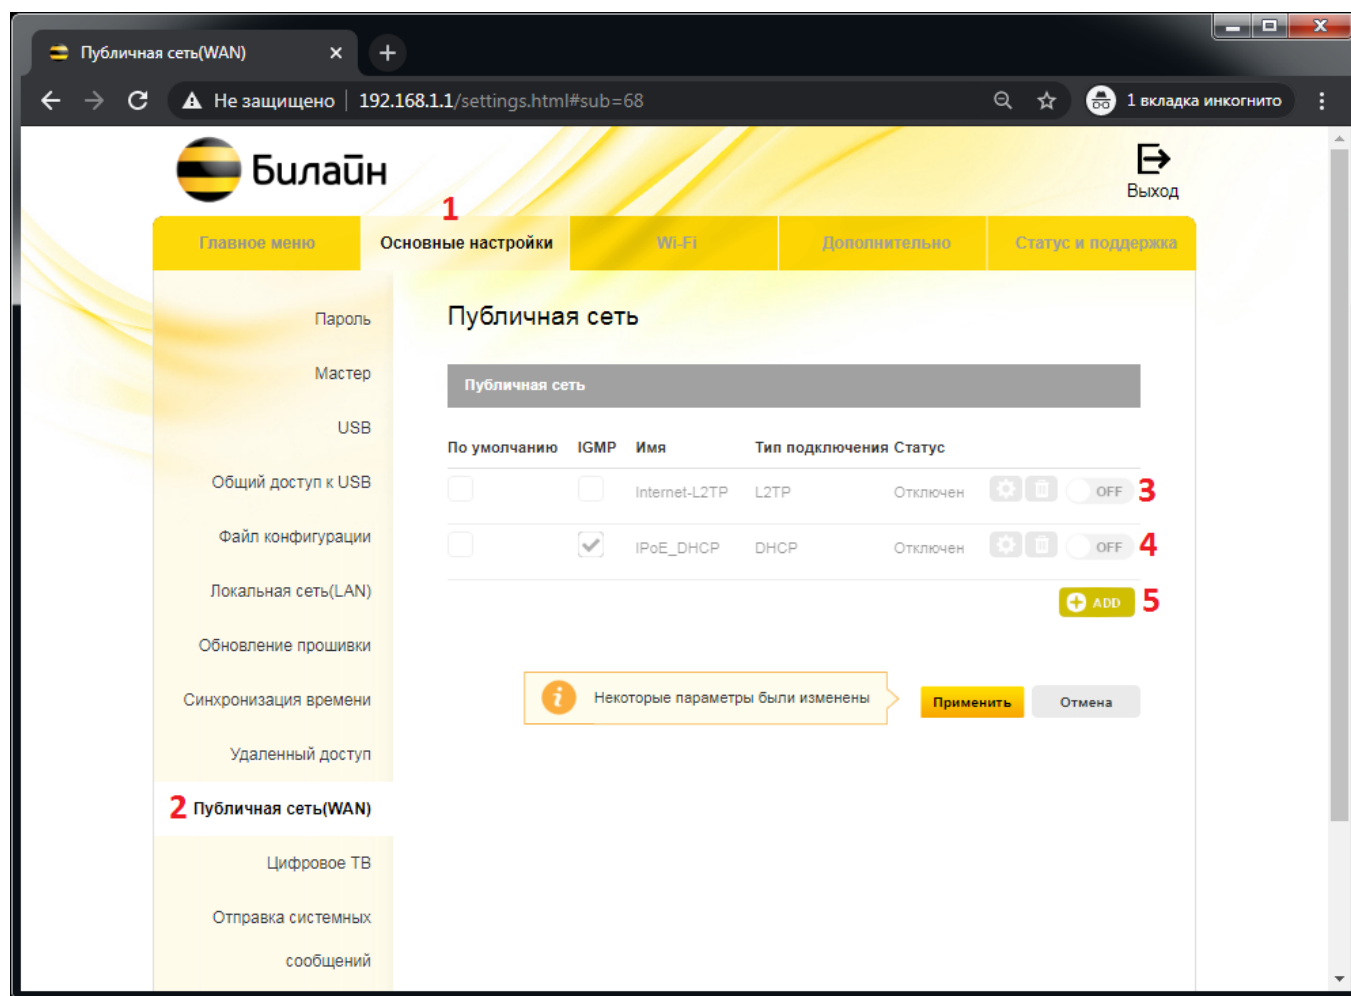 Публичная сеть(WAN)
Не защищено 192.168.1.1/settings.html#sub=68 1 вкладка инкогнито
Билайн
Выход
1
Главное меню Основные настройки Wi-Fi Дополнительно Статус и поддержка
Пароль
Мастер
USB
Общий доступ к USB
Файл конфигурации
Локальная сеть(LAN)
Обновление прошивки
Синхронизация времени
Удаленный доступ
2 Публичная сеть(WAN)
Цифровое ТВ
Отправка системных
сообщений
Публичная сеть
Публичная сеть
По умолчанию IGMP Имя Тип подключения Статус
Internet-L2TP L2TP Отключен OFF 3
IPoE_DHCP DHCP Отключен OFF 4
ADD 5
Некоторые параметры были изменены Применить Отмена